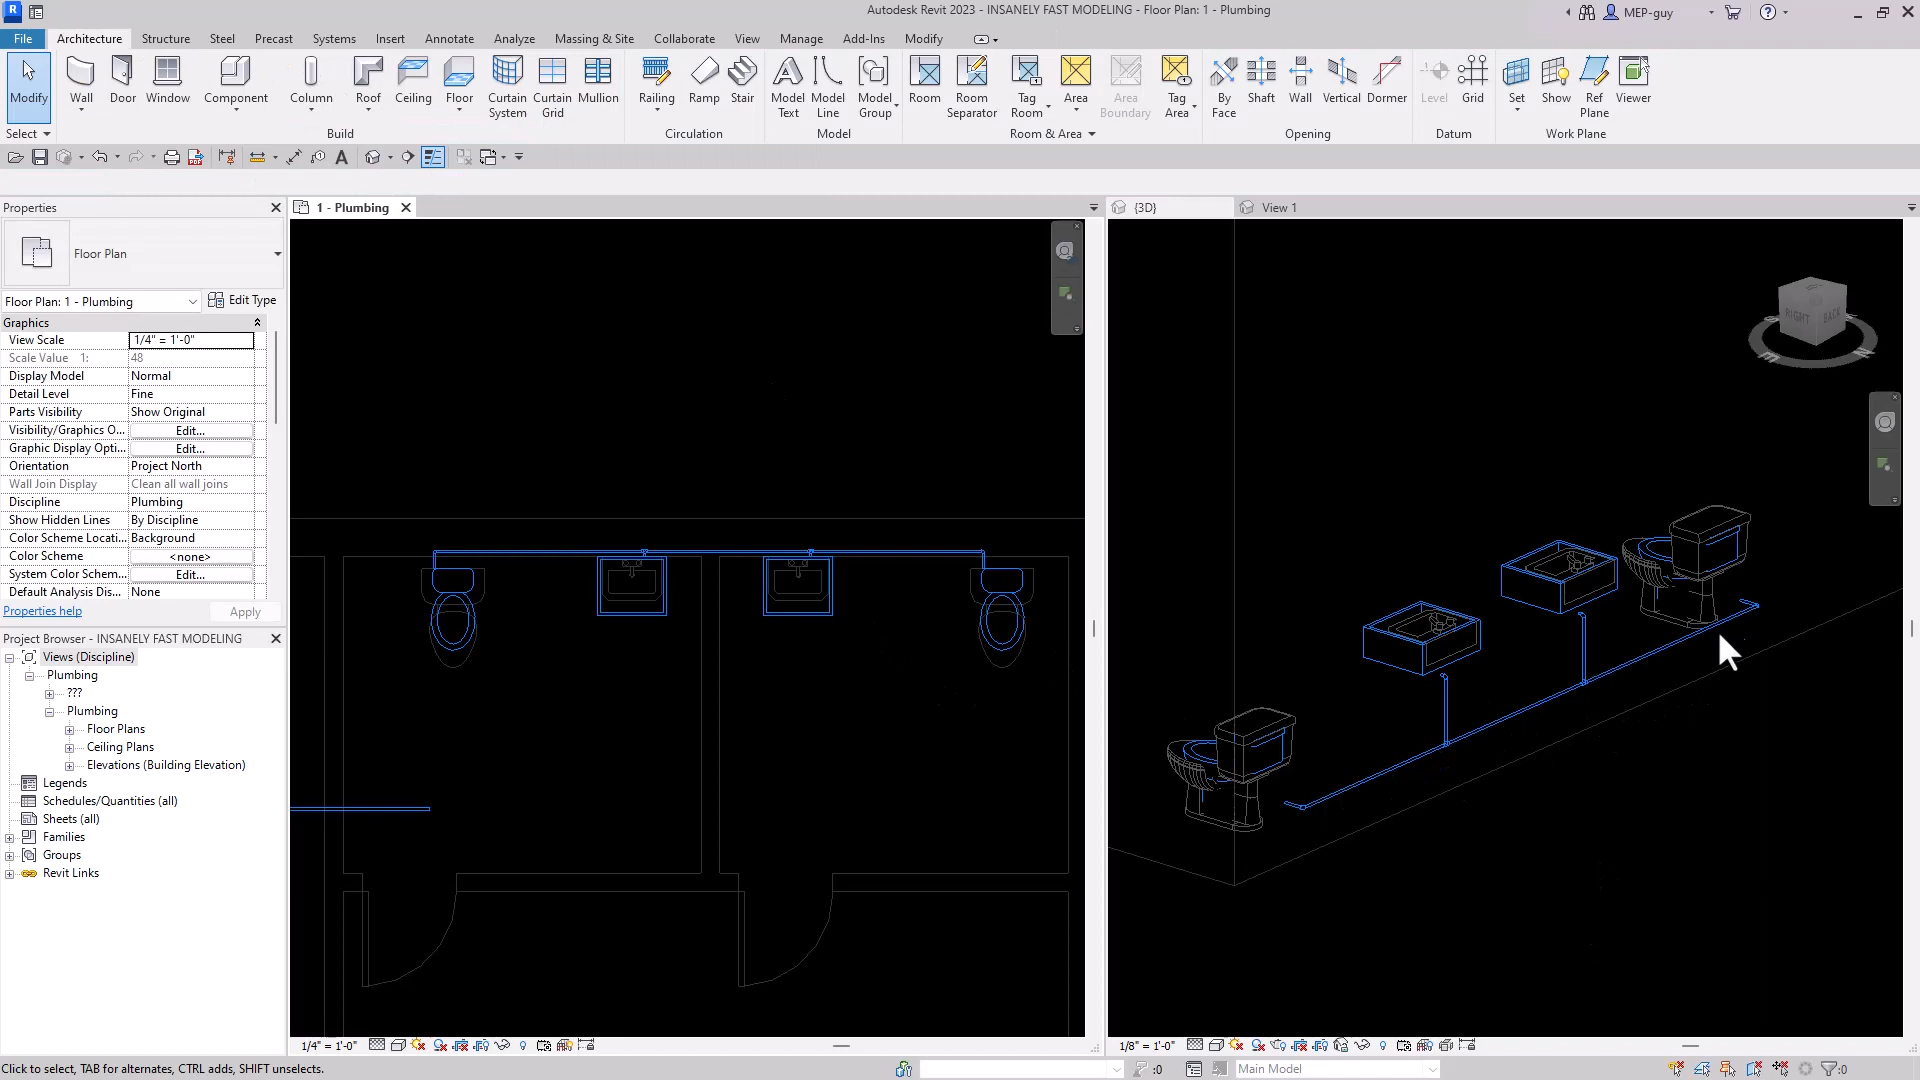 Autodesk Revit 2023 - INSANELY FAST MODELING - Floor Plan: 1 - Plumbing
MEP-guy
File Architecture Structure Steel Precast Systems Insert Annotate Analyze Massing & Site Collaborate View Manage Add-Ins Modify
Modify Wall Door Window Component Column Roof Ceiling Floor Curtain System Curtain Grid Mullion Railing Ramp Stair Model Text Model Line Model Group Room Room Separator Tag Room Area Area Boundary Tag Area By Face Shaft Wall Vertical Dormer Level Grid Set Show Ref Plane Viewer
Select Build Circulation Model Room & Area Opening Datum Work Plane
Properties
1 - Plumbing
{3D}
View 1
Floor Plan
Floor Plan: 1 - Plumbing
Edit Type
Graphics
View Scale 1/4" = 1'-0"
Scale Value 1: 48
Display Model Normal
Detail Level Fine
Parts Visibility Show Original
Visibility/Graphics O... Edit...
Graphic Display Opti... Edit...
Orientation Project North
Wall Join Display Clean all wall joins
Discipline Plumbing
Show Hidden Lines By Discipline
Color Scheme Locati... Background
Color Scheme <none>
System Color Schem... Edit...
Default Analysis Dis... None
Properties help
Apply
Project Browser - INSANELY FAST MODELING
Views (Discipline)
Plumbing
???
Plumbing
Floor Plans
Ceiling Plans
Elevations (Building Elevation)
Legends
Schedules/Quantities (all)
Sheets (all)
Families
Groups
Revit Links
RIGHT BACK
1/4" = 1'-0"
1/8" = 1'-0"
Click to select, TAB for alternates, CTRL adds, SHIFT unselects.
:0
Main Model
:0